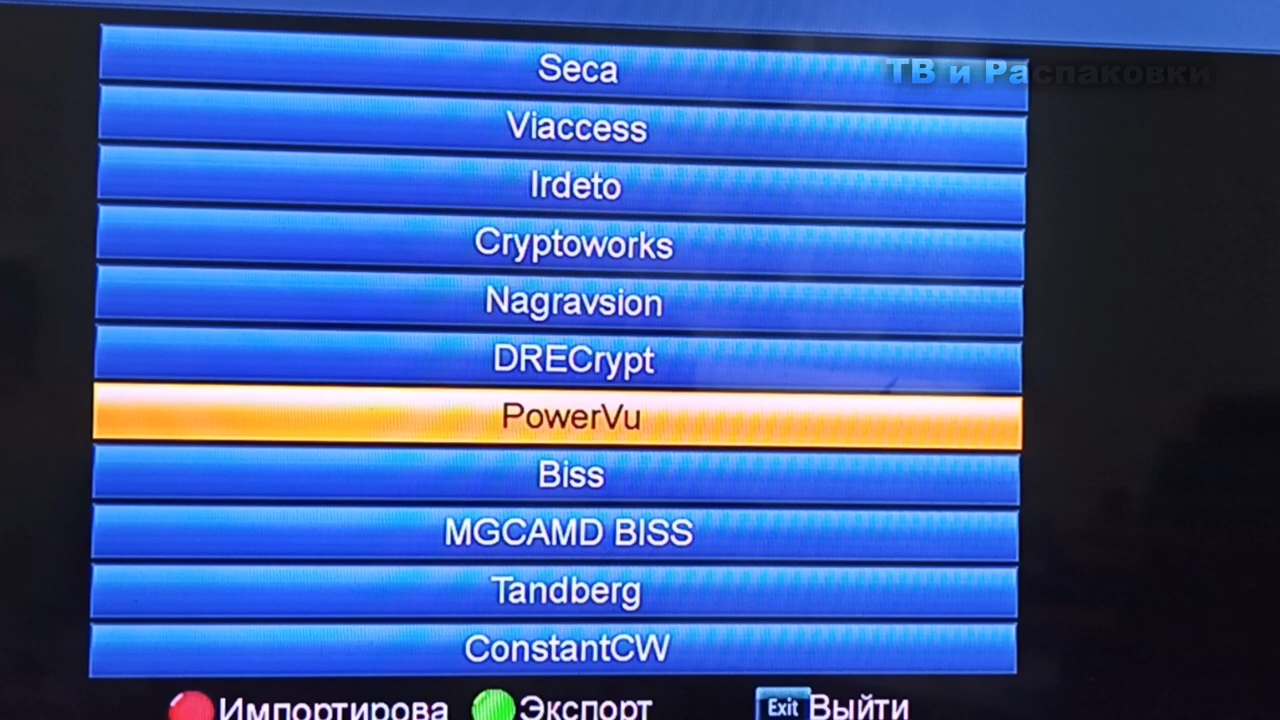 Seca
ТВ и Распаковки
Viaccess
Irdeto
Cryptoworks
Nagravsion
DRECrypt
PowerVu
Biss
MGCAMD BISS
Tandberg
ConstantCW
Импортирова Экспорт Exit Выйти